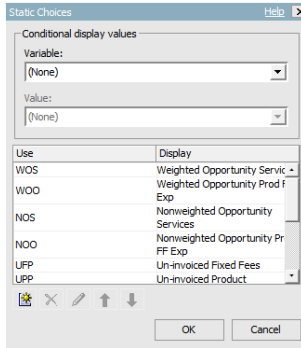 Static Choices Help
Conditional display values
Variable:
(None)
Value:
(None)
Use Display
WOS Weighted Opportunity Servic
WOO Weighted Opportunity Prod F
Exp
NOS Nonweighted Opportunity
Services
NOO Nonweighted Opportunity Pr
FF Exp
UFP Un-invoiced Fixed Fees
UPP Un-invoiced Product
OK Cancel